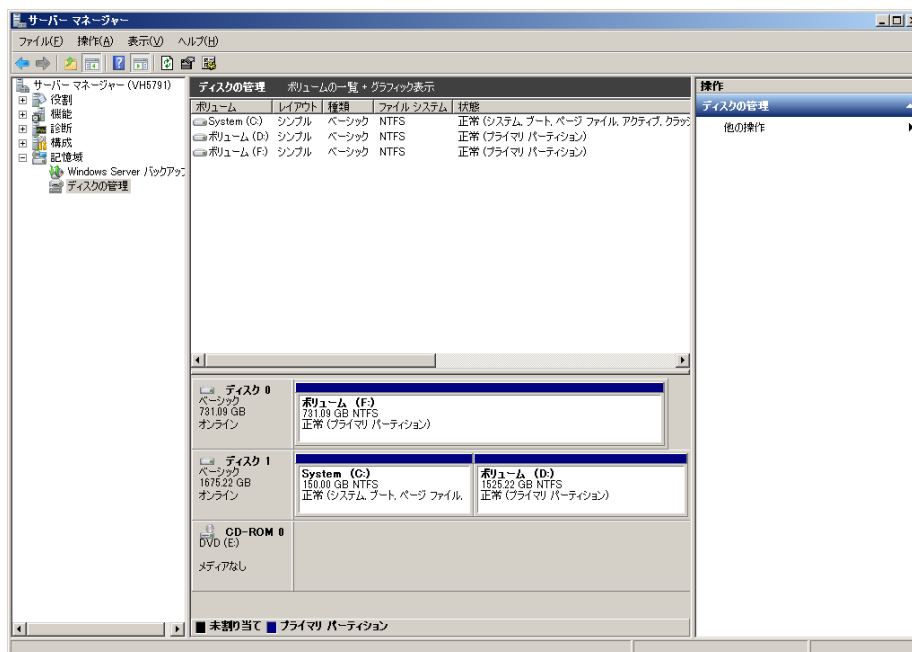 サーバー マネージャー
ファイル(F) 操作(A) 表示(V) ヘルプ(H)
サーバー マネージャー (VH5791)
役割
機能
診断
構成
記憶域
Windows Server バックアップ
ディスクの管理
ディスクの管理 ボリュームの一覧 + グラフィック表示
ボリューム レイアウト 種類 ファイル システム 状態
System (C:) シンプル ベーシック NTFS 正常 (システム, ブート, ページ ファイル, アクティブ, クラッシ
ボリューム (D:) シンプル ベーシック NTFS 正常 (プライマリ パーティション)
ボリューム (F:) シンプル ベーシック NTFS 正常 (プライマリ パーティション)
ディスク 0
ベーシック
731.09 GB
オンライン
ボリューム (F:)
731.09 GB NTFS
正常 (プライマリ パーティション)
ディスク 1
ベーシック
1675.22 GB
オンライン
System (C:)
150.00 GB NTFS
正常 (システム, ブート, ページ ファイル,
ボリューム (D:)
1525.22 GB NTFS
正常 (プライマリ パーティション)
CD-ROM 0
DVD (E:)
メディアなし
未割り当て プライマリ パーティション
操作
ディスクの管理
他の操作